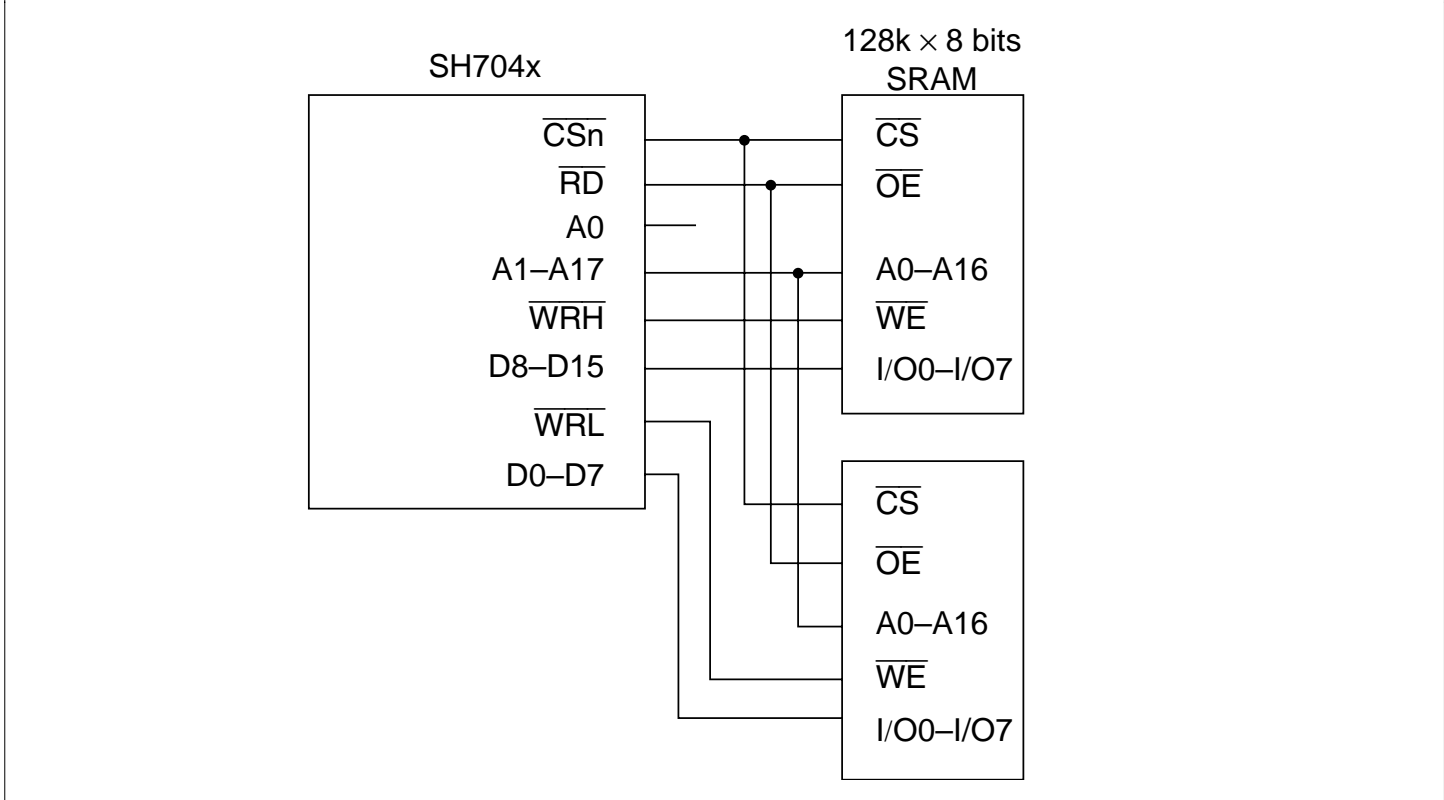 128k × 8 bits
SRAM
SH704x
CSn
RD
A0
A1–A17
WRH
D8–D15
WRL
D0–D7
CS
OE
A0–A16
WE
I/O0–I/O7
CS
OE
A0–A16
WE
I/O0–I/O7